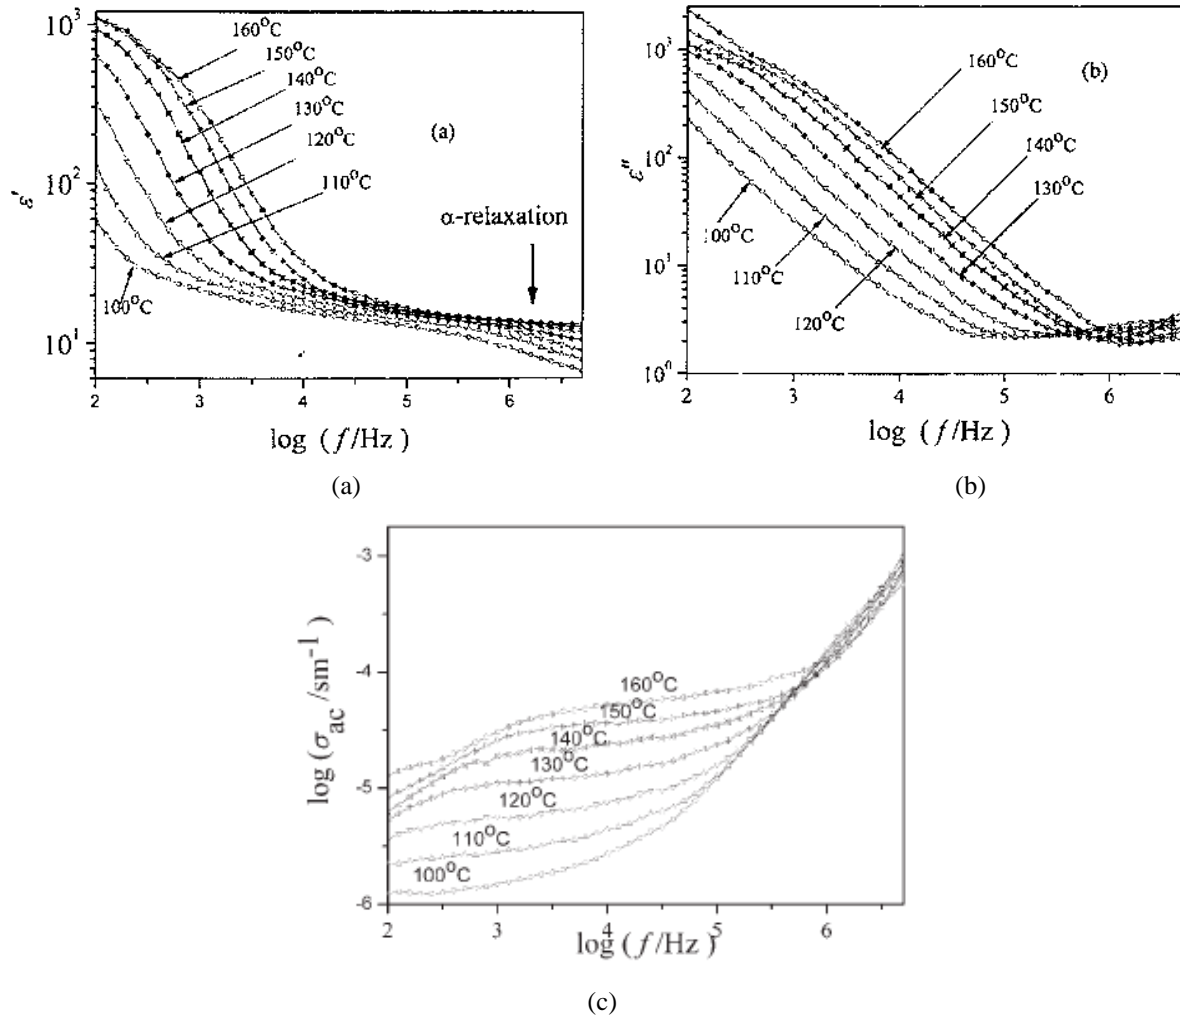 10³
160°C
150°C
140°C
130°C
120°C
110°C
(a)
10²
ε'
α-relaxation
100°C
10¹
2 3 4 5 6
log (f/Hz)
(a)
10³
160°C
(b)
150°C
140°C
10²
ε''
130°C
100°C
110°C
10¹
120°C
10⁰
2 3 4 5 6
log (f/Hz)
(b)
-3
log (σac /sm⁻¹)
-4
160°C
150°C
140°C
130°C
-5
120°C
110°C
100°C
-6
2 3 4 5 6
log (f/Hz)
(c)